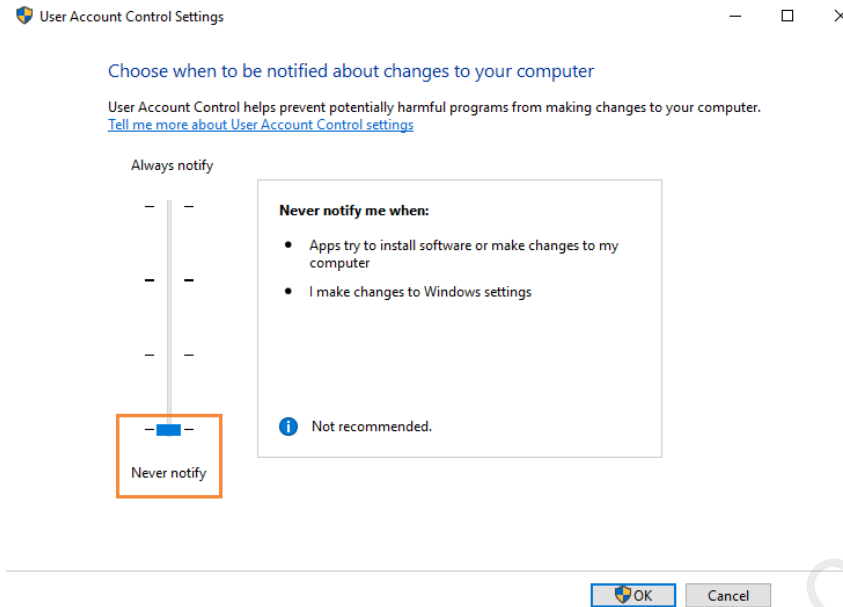 User Account Control Settings
Choose when to be notified about changes to your computer
User Account Control helps prevent potentially harmful programs from making changes to your computer.
Tell me more about User Account Control settings
Always notify
Never notify me when:
Apps try to install software or make changes to my
computer
I make changes to Windows settings
Not recommended.
Never notify
OK
Cancel